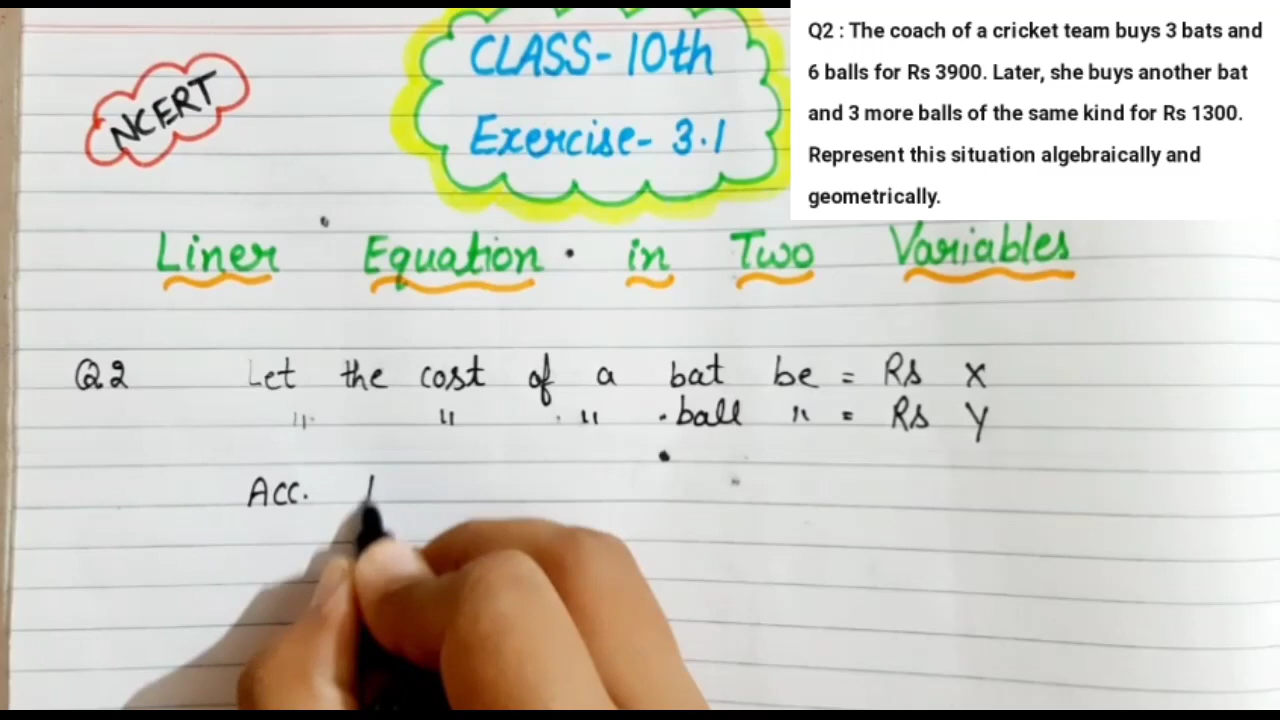 CLASS-10th
Exercise-3.1
NCERT
Q2 : The coach of a cricket team buys 3 bats and
6 balls for Rs 3900. Later, she buys another bat
and 3 more balls of the same kind for Rs 1300.
Represent this situation algebraically and
geometrically.
Liner Equation in Two Variables
Q2 Let the cost of a bat be = Rs x
" " " ball " = Rs y
Acc.